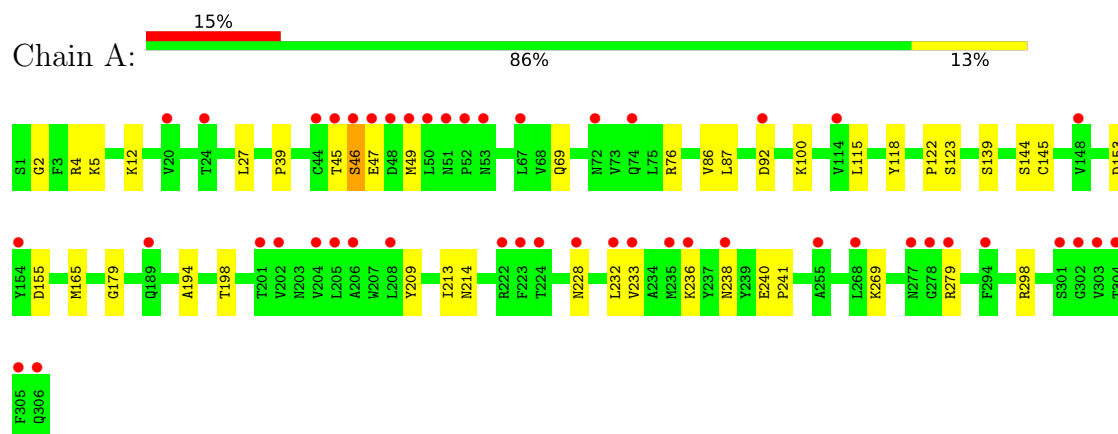 15%
Chain A:
86% 13%
S1 G2 F3 R4 K5 K12 V20 T24 L27 P39 C44 T45 S46 E47 D48 M49 L50 N51 P52 N53 L67 V68 Q69 N72 V73 Q74 L75 R76 V86 L87 D92 K100 V114 L115 Y118 P122 S123 S139 S144 C145 V148 D153
Y154 D155 M165 G179 Q189 A194 T198 T201 V202 N203 V204 L205 A206 W207 L208 Y209 I213 N214 R222 F223 T224 N228 L232 V233 A234 M235 K236 Y237 N238 Y239 E240 P241 A255 L268 K269 N277 G278 R279 F294 R298 S301 G302 V303 T304
F305 Q306